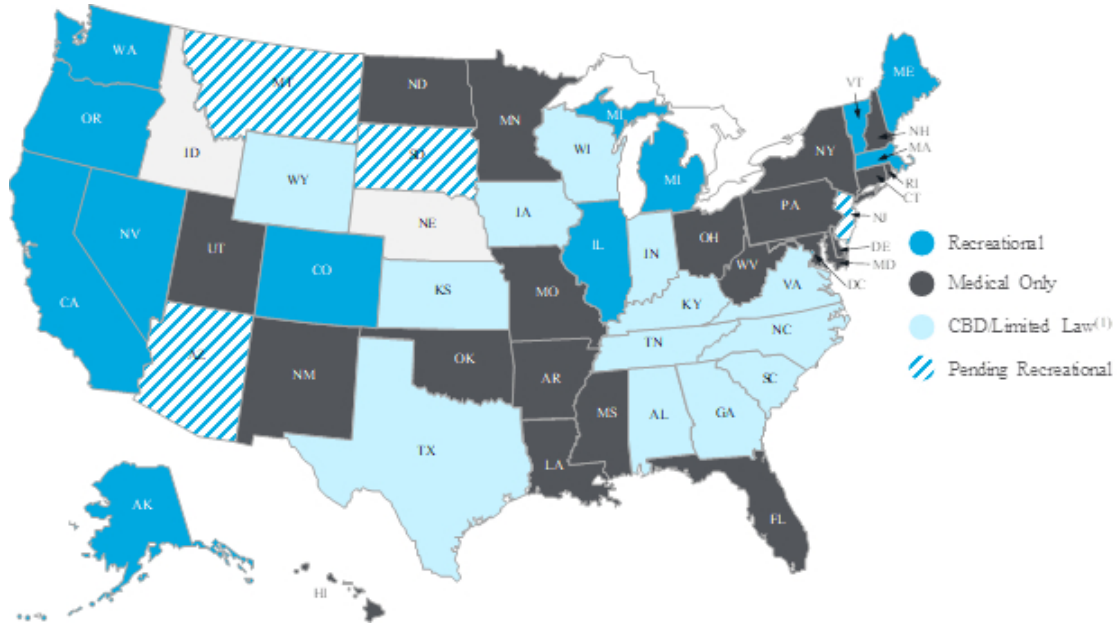 WA
ME
VT
MT
ND
MN
OR
MI
NH
ID
SD
WI
NY
MA
WY
MI
RI
CT
IA
PA
NJ
NE
NV
OH
DE
Recreational
UT
IL
IN
WV
MD
CO
DC
Medical Only
CA
KS
MO
VA
KY
CBD/Limited Law(1)
NC
TN
AZ
OK
Pending Recreational
NM
AR
SC
MS
AL
GA
TX
LA
AK
FL
HI